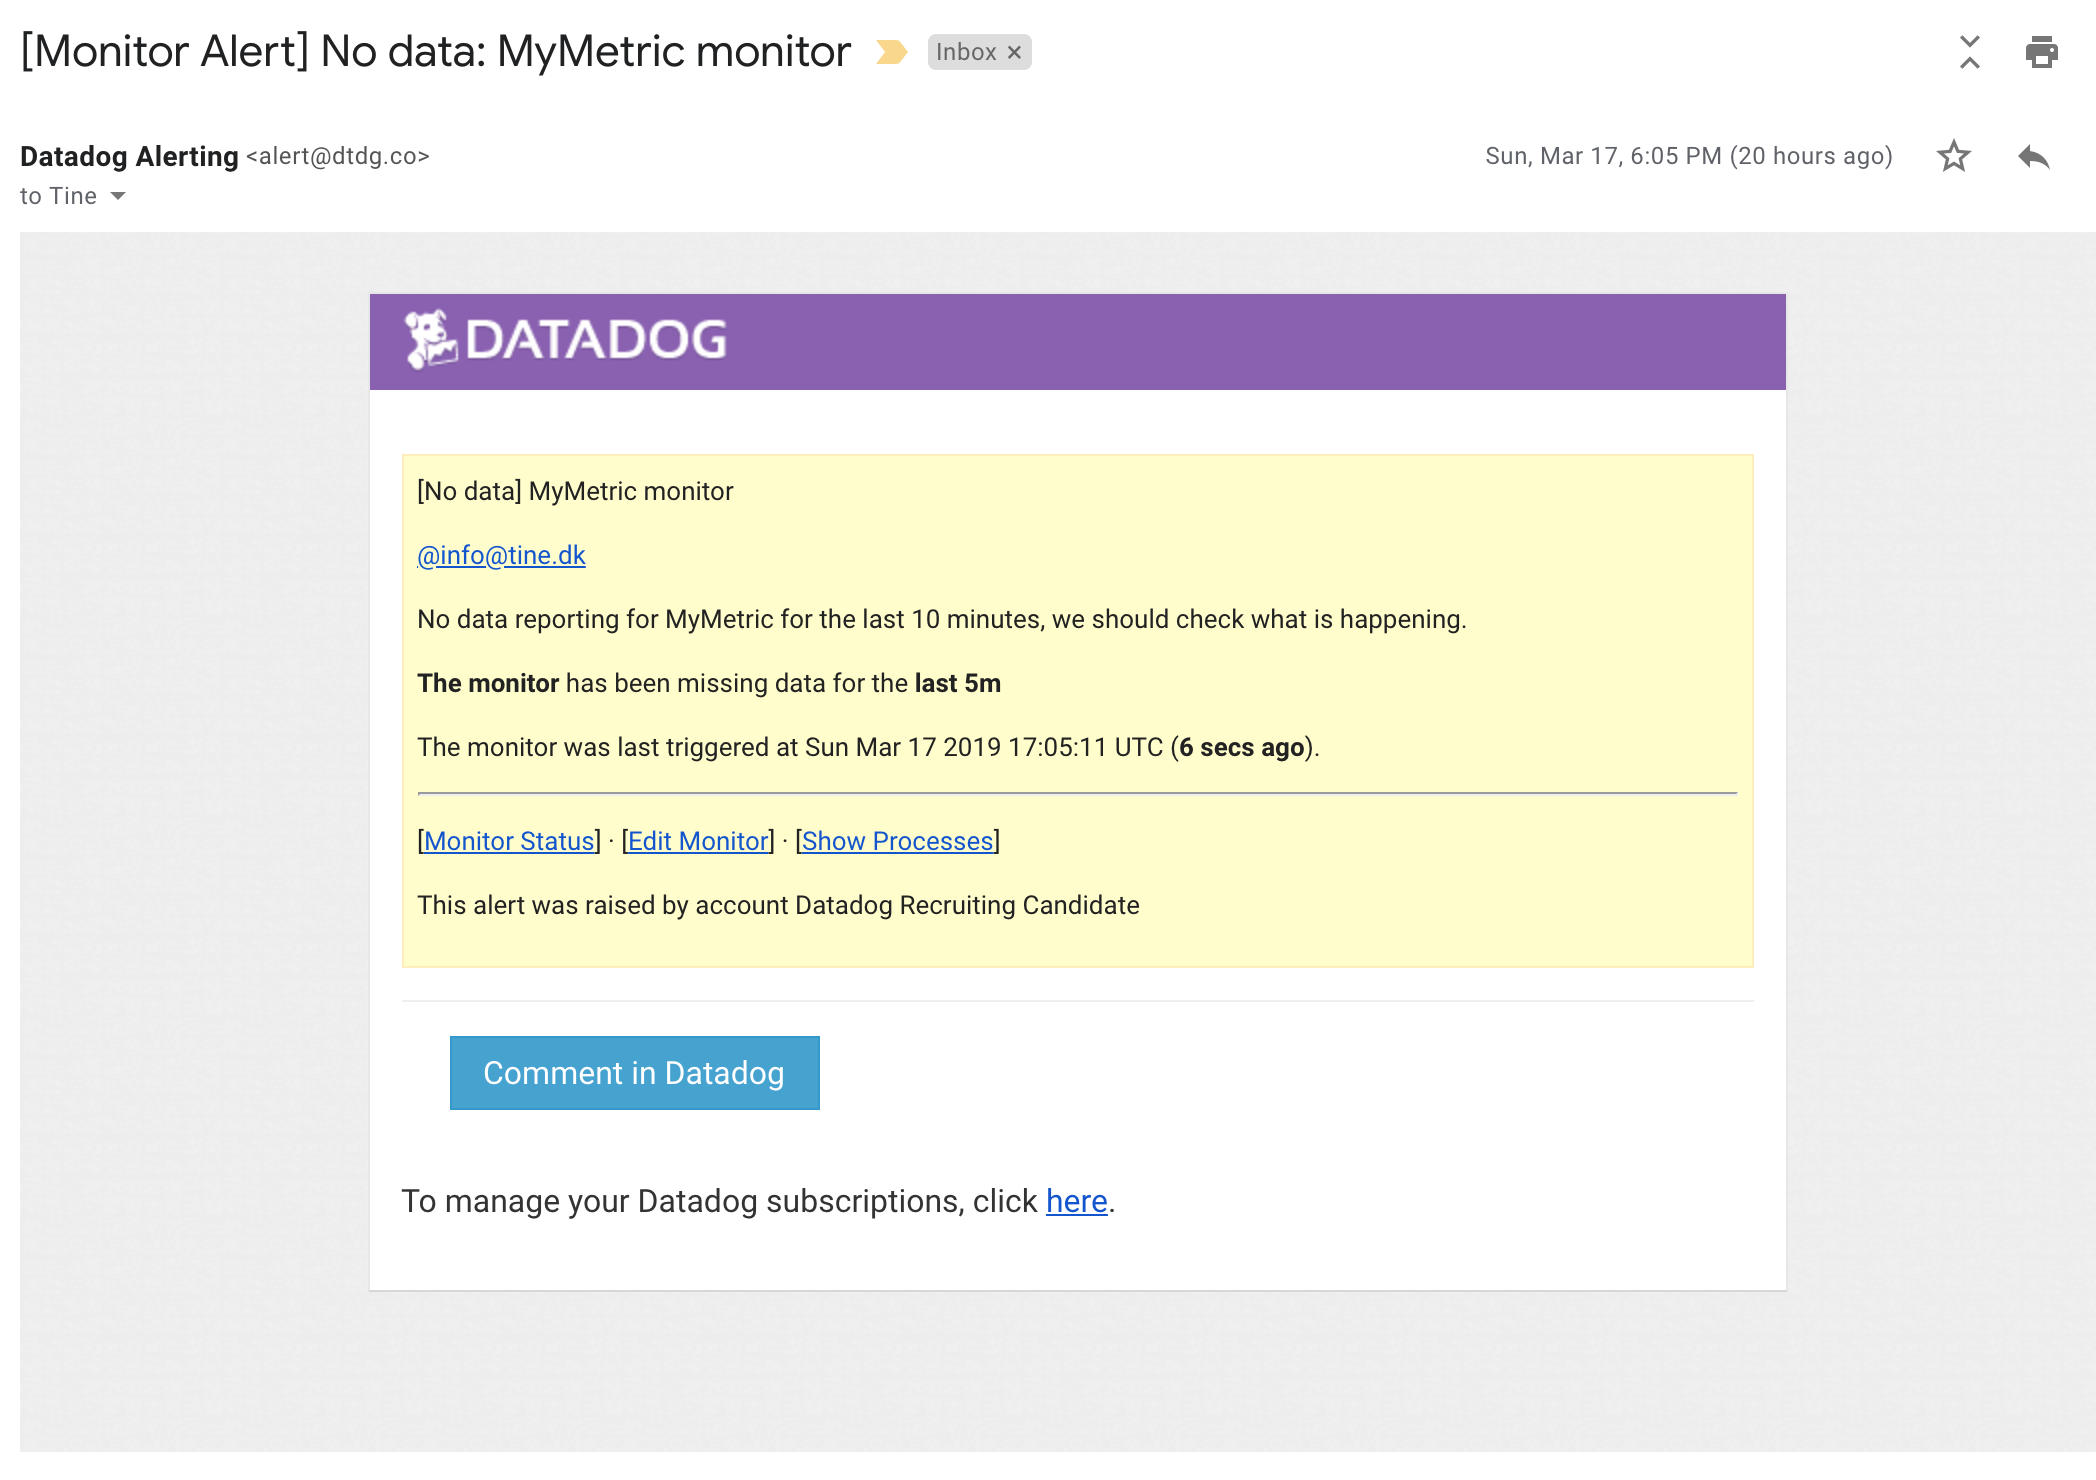 [Monitor Alert] No data: MyMetric monitor Inbox ×
Datadog Alerting <alert@dtdg.co> Sun, Mar 17, 6:05 PM (20 hours ago)
to Tine
DATADOG
[No data] MyMetric monitor
@info@tine.dk
No data reporting for MyMetric for the last 10 minutes, we should check what is happening.
The monitor has been missing data for the last 5m
The monitor was last triggered at Sun Mar 17 2019 17:05:11 UTC (6 secs ago).
[Monitor Status] · [Edit Monitor] · [Show Processes]
This alert was raised by account Datadog Recruiting Candidate
Comment in Datadog
To manage your Datadog subscriptions, click here.